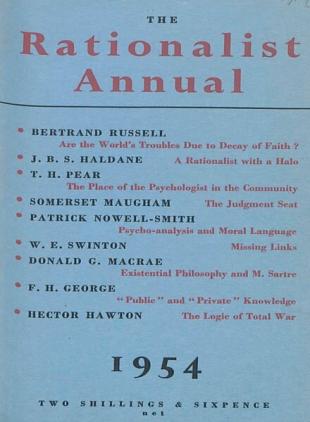 THE
Rationalist
Annual
BERTRAND RUSSELL
Are the World's Troubles Due to Decay of Faith ?
J. B. S. HALDANE A Rationalist with a Halo
T. H. PEAR
The Place of the Psychologist in the Community
SOMERSET MAUGHAM The Judgment Seat
PATRICK NOWELL-SMITH
Psycho-analysis and Moral Language
W. E. SWINTON Missing Links
DONALD G. MACRAE
Existential Philosophy and M. Sartre
F. H. GEORGE
"Public" and "Private" Knowledge
HECTOR HAWTON The Logic of Total War
1954
TWO SHILLINGS & SIXPENCE
net